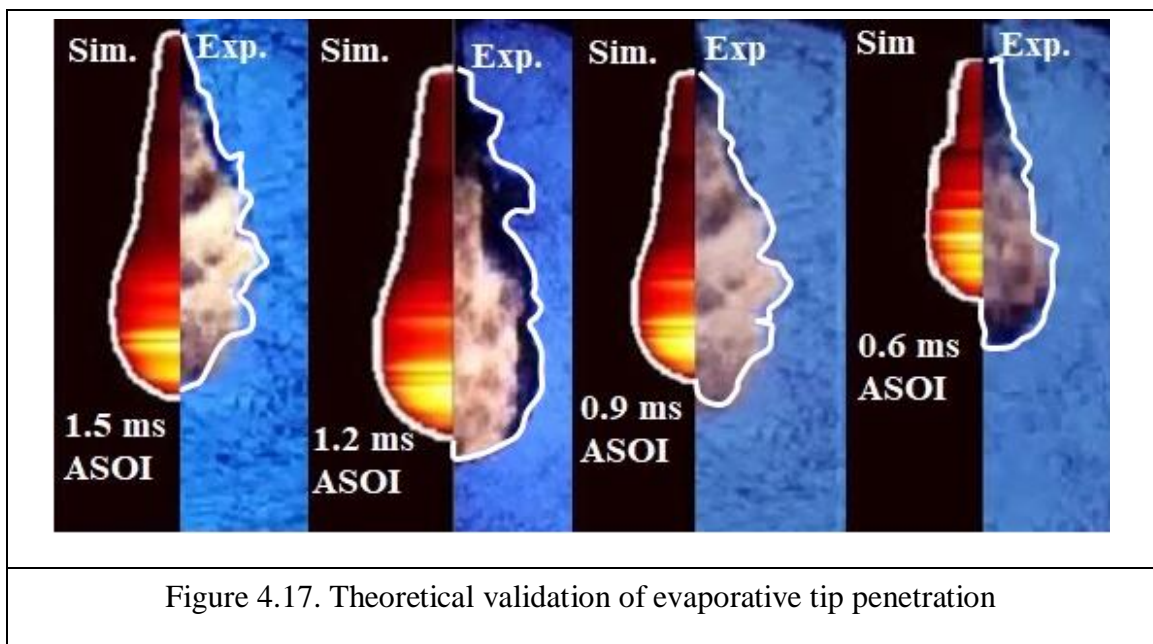 Sim. Exp.
1.5 ms
ASOI
Sim. Exp.
1.2 ms
ASOI
Sim. Exp
0.9 ms
ASOI
Sim Exp.
0.6 ms
ASOI
Figure 4.17. Theoretical validation of evaporative tip penetration